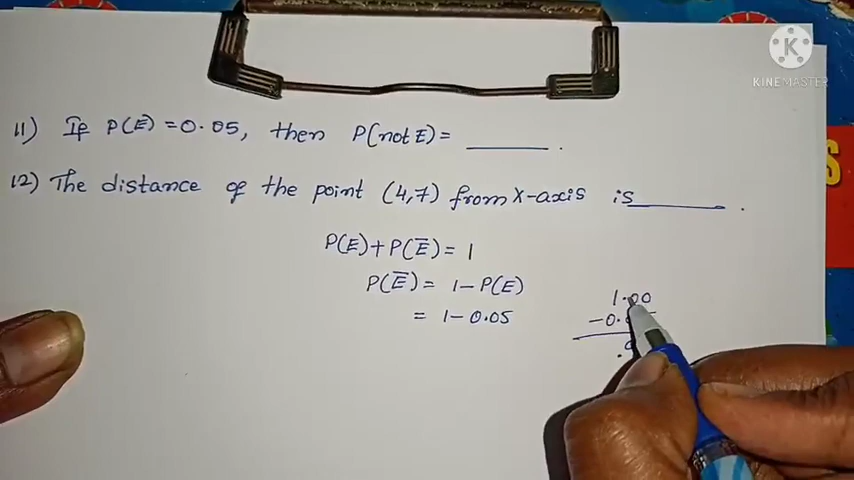 KINEMASTER
11) If P(E) = 0.05, then P(not E) = ______ .
12) The distance of the point (4,7) from X-axis is ______ .
P(E) + P(E̅) = 1
P(E̅) = 1 - P(E)
= 1 - 0.05
1.00
- 0.